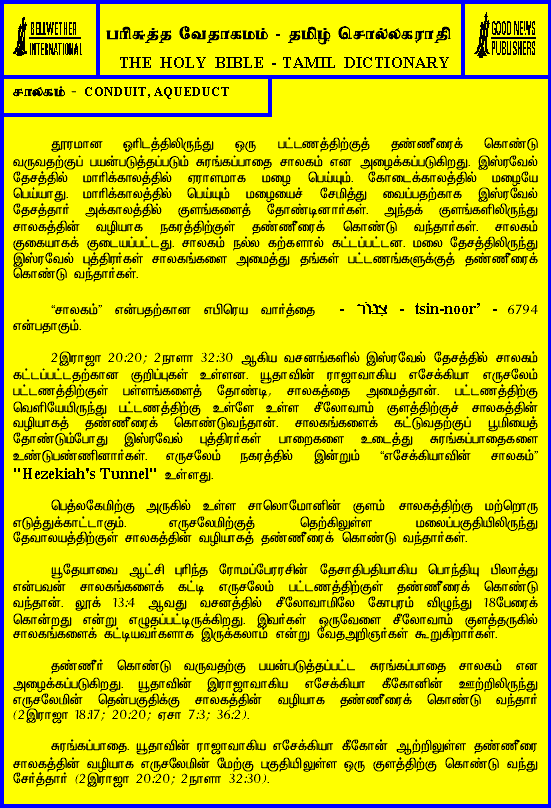 BELLWETHER
INTERNATIONAL
பரிசுத்த வேதாகமம் - தமிழ் சொல்லகராதி
THE HOLY BIBLE - TAMIL DICTIONARY
GOOD NEWS
PUBLISHERS
சாலகம் - CONDUIT, AQUEDUCT
தூரமான ஓரிடத்திலிருந்து ஒரு பட்டணத்திற்குத் தண்ணீரைக் கொண்டு
வருவதற்குப் பயன்படுத்தப்படும் சுரங்கப்பாதை சாலகம் என அழைக்கப்படுகிறது. இஸ்ரவேல்
தேசத்தில் மாரிக்காலத்தில் ஏராளமாக மழை பெய்யும். கோடைக்காலத்தில் மழையே
பெய்யாது. மாரிக்காலத்தில் பெய்யும் மழையைச் சேமித்து வைப்பதற்காக இஸ்ரவேல்
தேசத்தார் அக்காலத்தில் குளங்களைத் தோண்டினார்கள். அந்தக் குளங்களிலிருந்து
சாலகத்தின் வழியாக நகரத்திற்குள் தண்ணீரைக் கொண்டு வந்தார்கள். சாலகம்
குகையாகக் குடையப்பட்டது. சாலகம் நல்ல கற்களால் கட்டப்பட்டன. மலை தேசத்திலிருந்து
இஸ்ரவேல் புத்திரர்கள் சாலகங்களை அமைத்து தங்கள் பட்டணங்களுக்குத் தண்ணீரைக்
கொண்டு வந்தார்கள்.
“சாலகம்” என்பதற்கான எபிரெய வார்த்தை - צנּוֹר - tsin-noor’ - 6794
என்பதாகும்.
2இராஜா 20:20; 2நாளா 32:30 ஆகிய வசனங்களில் இஸ்ரவேல் தேசத்தில் சாலகம்
கட்டப்பட்டதற்கான குறிப்புகள் உள்ளன. யூதாவின் ராஜாவாகிய எசேக்கியா எருசலேம்
பட்டணத்திற்குள் பள்ளங்களைத் தோண்டி, சாலகத்தை அமைத்தான். பட்டணத்திற்கு
வெளியேயிருந்து பட்டணத்திற்கு உள்ளே உள்ள சீலோவாம் குளத்திற்குச் சாலகத்தின்
வழியாகத் தண்ணீரைக் கொண்டுவந்தான். சாலகங்களைக் கட்டுவதற்குப் பூமியைத்
தோண்டும்போது இஸ்ரவேல் புத்திரர்கள் பாறைகளை உடைத்து சுரங்கப்பாதைகளை
உண்டுபண்ணினார்கள். எருசலேம் நகரத்தில் இன்றும் “எசேக்கியாவின் சாலகம்”
"Hezekiah's Tunnel" உள்ளது.
பெத்லகேமிற்கு அருகில் உள்ள சாலொமோனின் குளம் சாலகத்திற்கு மற்றொரு
எடுத்துக்காட்டாகும். எருசலேமிற்குத் தெற்கிலுள்ள மலைப்பகுதியிலிருந்து
தேவாலயத்திற்குள் சாலகத்தின் வழியாகத் தண்ணீரைக் கொண்டு வந்தார்கள்.
யூதேயாவை ஆட்சி புரிந்த ரோமப்பேரரசின் தேசாதிபதியாகிய பொந்தியு பிலாத்து
என்பவன் சாலகங்களைக் கட்டி எருசலேம் பட்டணத்திற்குள் தண்ணீரைக் கொண்டு
வந்தான். லூக் 13:4 ஆவது வசனத்தில் சீலோவாமிலே கோபுரம் விழுந்து 18பேரைக்
கொன்றது என்று எழுதப்பட்டிருக்கிறது. இவர்கள் ஒருவேளை சீலோவாம் குளத்தருகில்
சாலகங்களைக் கட்டியவர்களாக இருக்கலாம் என்று வேதஅறிஞர்கள் கூறுகிறார்கள்.
தண்ணீர் கொண்டு வருவதற்கு பயன்படுத்தப்பட்ட சுரங்கப்பாதை சாலகம் என
அழைக்கப்படுகிறது. யூதாவின் இராஜாவாகிய எசேக்கியா கீகோனின் ஊற்றிலிருந்து
எருசலேமின் தென்பகுதிக்கு சாலகத்தின் வழியாக தண்ணீரைக் கொண்டு வந்தார்
(2இராஜா 18:17; 20:20; ஏசா 7:3; 36:2).
சுரங்கப்பாதை. யூதாவின் ராஜாவாகிய எசேக்கியா கீகோன் ஆற்றிலுள்ள தண்ணீரை
சாலகத்தின் வழியாக எருசலேமின் மேற்கு பகுதியிலுள்ள ஒரு குளத்திற்கு கொண்டு வந்து
சேர்த்தார் (2இராஜா 20:20; 2நாளா 32:30).